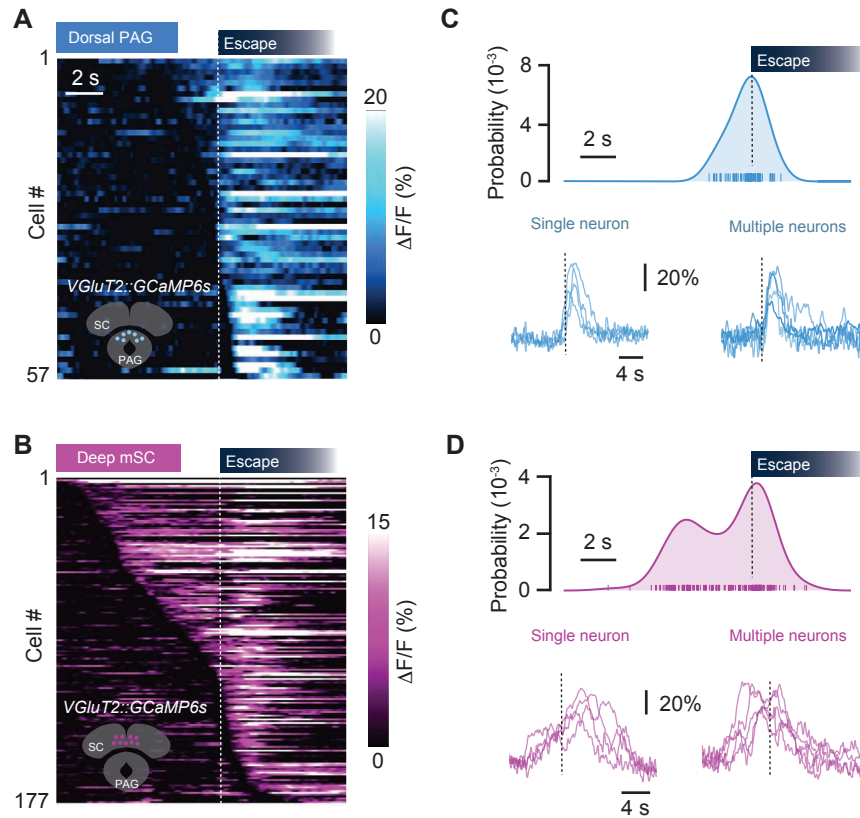 A
Dorsal PAG
Escape
1
2 s
Cell #
VGluT2::GCaMP6s
SC
PAG
57
20
ΔF/F (%)
0
C
Escape
8
4
0
Probability (10⁻³)
2 s
Single neuron
Multiple neurons
20%
4 s
B
Deep mSC
Escape
1
Cell #
VGluT2::GCaMP6s
SC
PAG
177
15
ΔF/F (%)
0
D
Escape
4
2
0
Probability (10⁻³)
2 s
Single neuron
Multiple neurons
20%
4 s